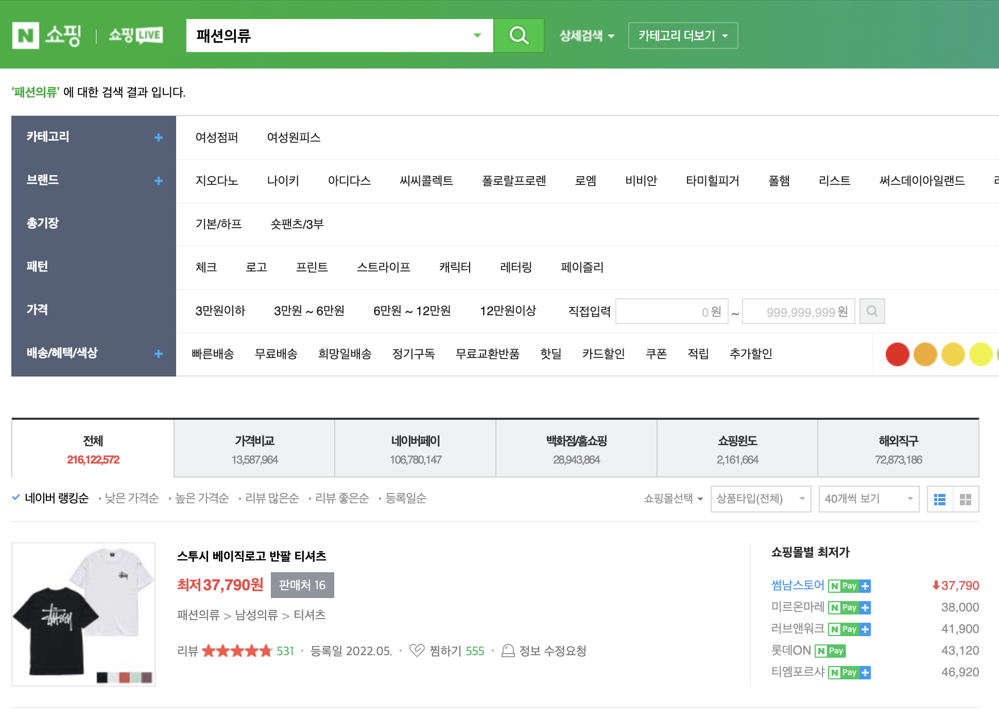 N 쇼핑 쇼핑 LIVE 패션의류 상세검색 카테고리 더보기
‘패션의류’ 에 대한 검색 결과 입니다.
카테고리 + 여성점퍼 여성원피스
브랜드 + 지오다노 나이키 아디다스 씨씨콜렉트 폴로랄프로렌 로엠 비비안 타미힐피거 폴햄 리스트 써스데이아일랜드
총기장 기본/하프 숏팬츠/3부
패턴 체크 로고 프린트 스트라이프 캐릭터 레터링 페이즐리
가격 3만원이하 3만원 ~ 6만원 6만원 ~ 12만원 12만원이상 직접입력 0 원 ~ 999,999,999 원
배송/혜택/색상 + 빠른배송 무료배송 희망일배송 정기구독 무료교환반품 핫딜 카드할인 쿠폰 적립 추가할인
전체 가격비교 네이버페이 백화점/홈쇼핑 쇼핑윈도 해외직구
216,122,572 13,587,964 106,780,147 28,943,864 2,161,664 72,873,186
네이버 랭킹순 · 낮은 가격순 · 높은 가격순 · 리뷰 많은순 · 리뷰 좋은순 · 등록일순 쇼핑몰선택 상품타입(전체) 40개씩 보기
스투시 베이직로고 반팔 티셔츠
최저 37,790원 판매처 16
패션의류 > 남성의류 > 티셔츠
리뷰 531 · 등록일 2022.05. · 찜하기 555 · 정보 수정요청
쇼핑몰별 최저가
썸남스토어 N Pay + 37,790
미르온마레 N Pay + 38,000
러브앤워크 N Pay + 41,900
롯데ON N Pay 43,120
티엠포르샤 N Pay + 46,920